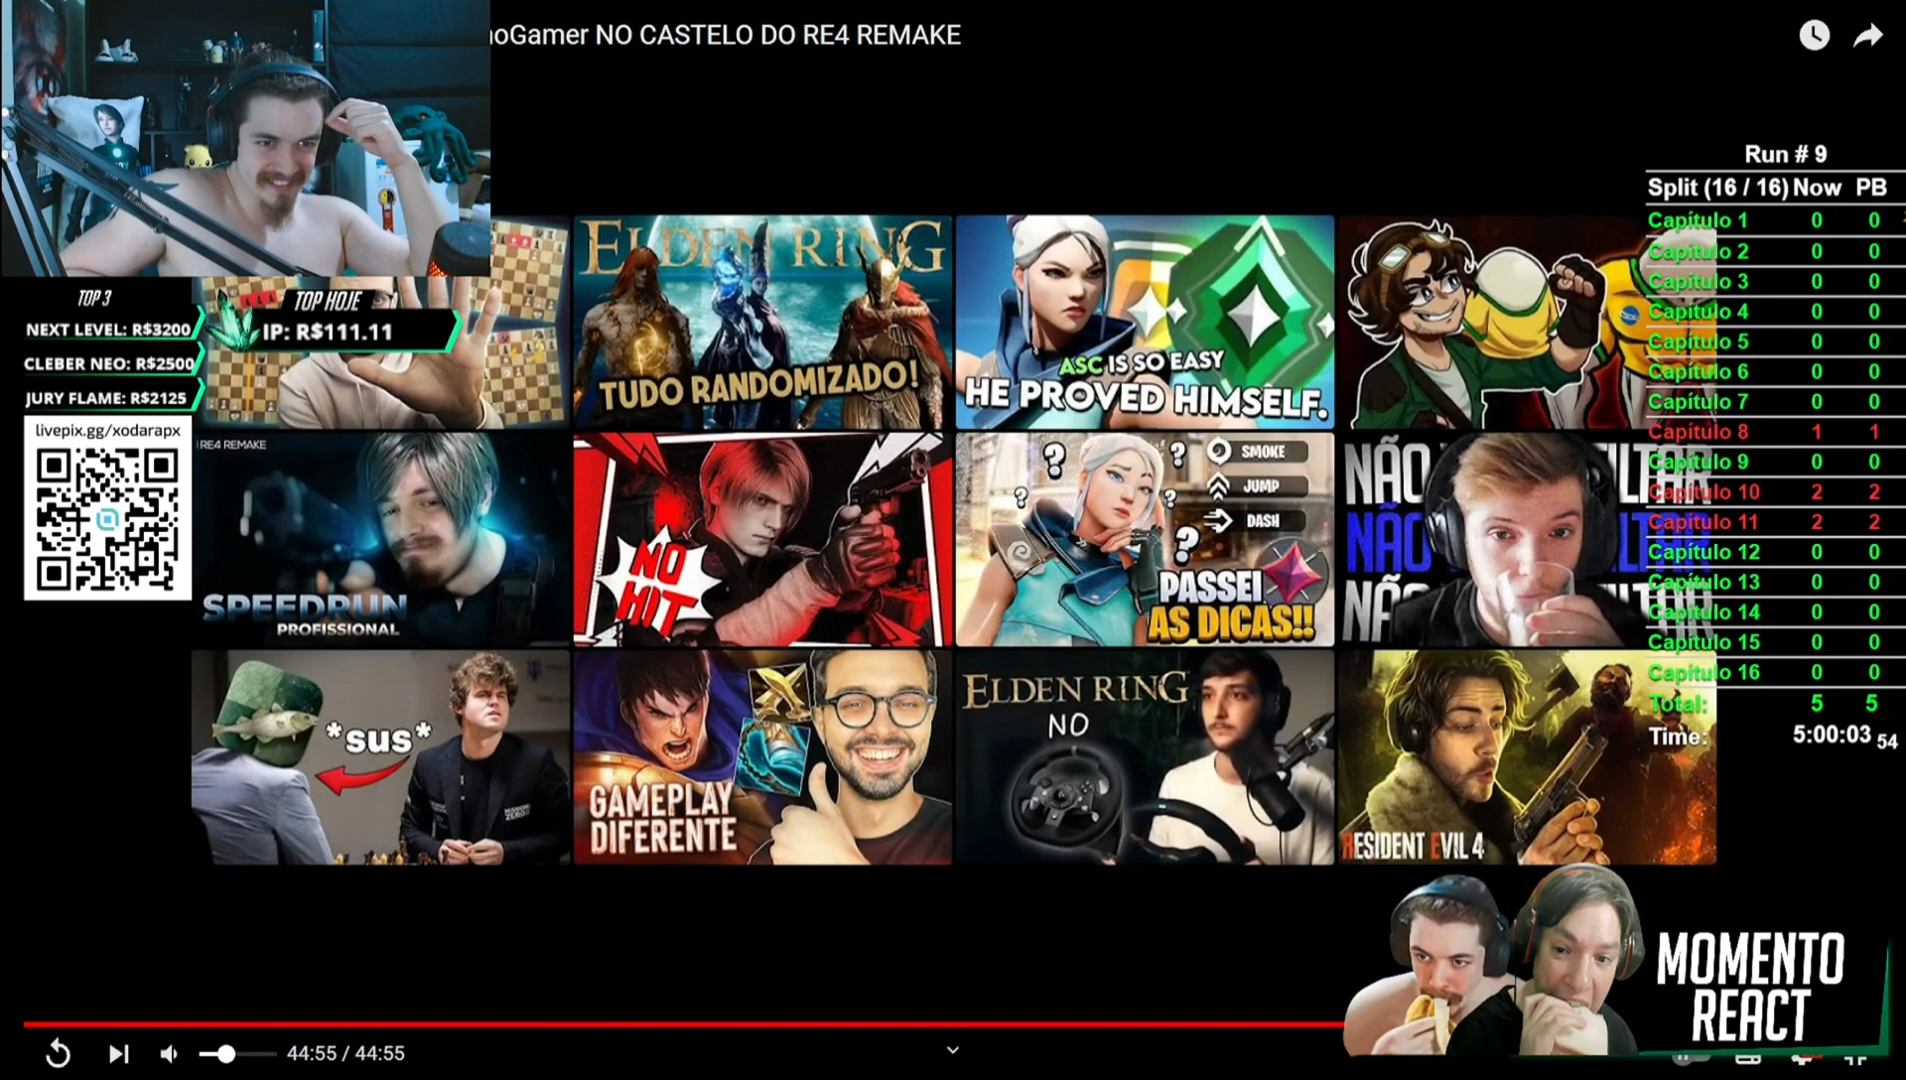 noGamer NO CASTELO DO RE4 REMAKE
Run # 9
Split (16 / 16) Now PB
Capítulo 1 0 0
Capítulo 2 0 0
Capítulo 3 0 0
Capítulo 4 0 0
Capítulo 5 0 0
Capítulo 6 0 0
Capítulo 7 0 0
Capítulo 8 1 1
Capítulo 9 0 0
Capítulo 10 2 2
Capítulo 11 2 2
Capítulo 12 0 0
Capítulo 13 0 0
Capítulo 14 0 0
Capítulo 15 0 0
Capítulo 16 0 0
Total: 5 5
Time: 5:00:03 54
TOP 3
NEXT LEVEL: R$3200
CLEBER NEO: R$2500
JURY FLAME: R$2125
TOP HOJE
IP: R$111.11
livepix.gg/xodarapx
ELDEN RING
TUDO RANDOMIZADO!
ASC IS SO EASY
HE PROVED HIMSELF.
RE4 REMAKE
SPEEDRUN
PROFISSIONAL
NO
HIT
SMOKE
JUMP
DASH
PASSEI
AS DICAS!!
NÃO
NÃO
*sus*
GAMEPLAY
DIFERENTE
ELDEN RING
NO
RESIDENT EVIL 4
MOMENTO
REACT
44:55 / 44:55